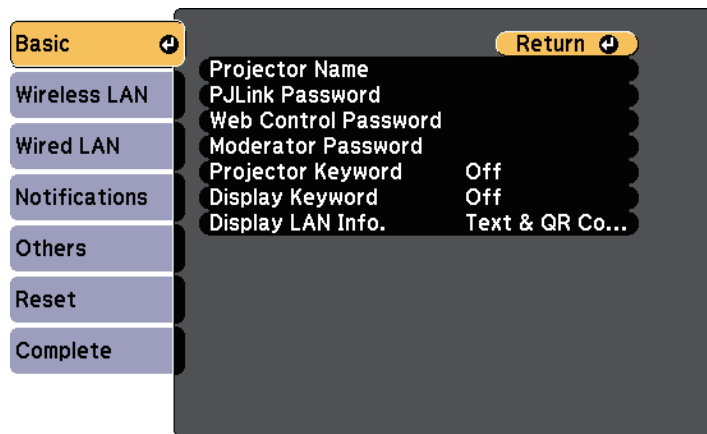 Basic
Wireless LAN
Wired LAN
Notifications
Others
Reset
Complete
Return
Projector Name
PJLink Password
Web Control Password
Moderator Password
Projector Keyword Off
Display Keyword Off
Display LAN Info. Text & QR Co...